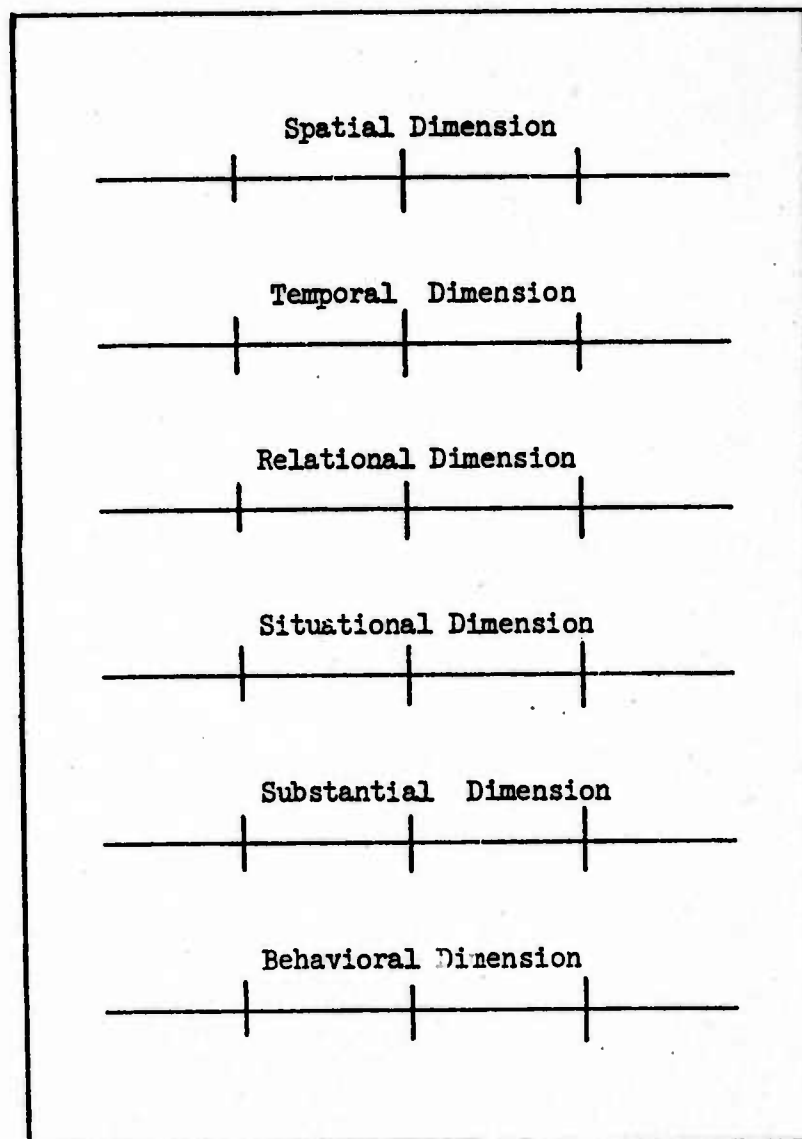 Spatial Dimension
Temporal Dimension
Relational Dimension
Situational Dimension
Substantial Dimension
Behavioral Dimension